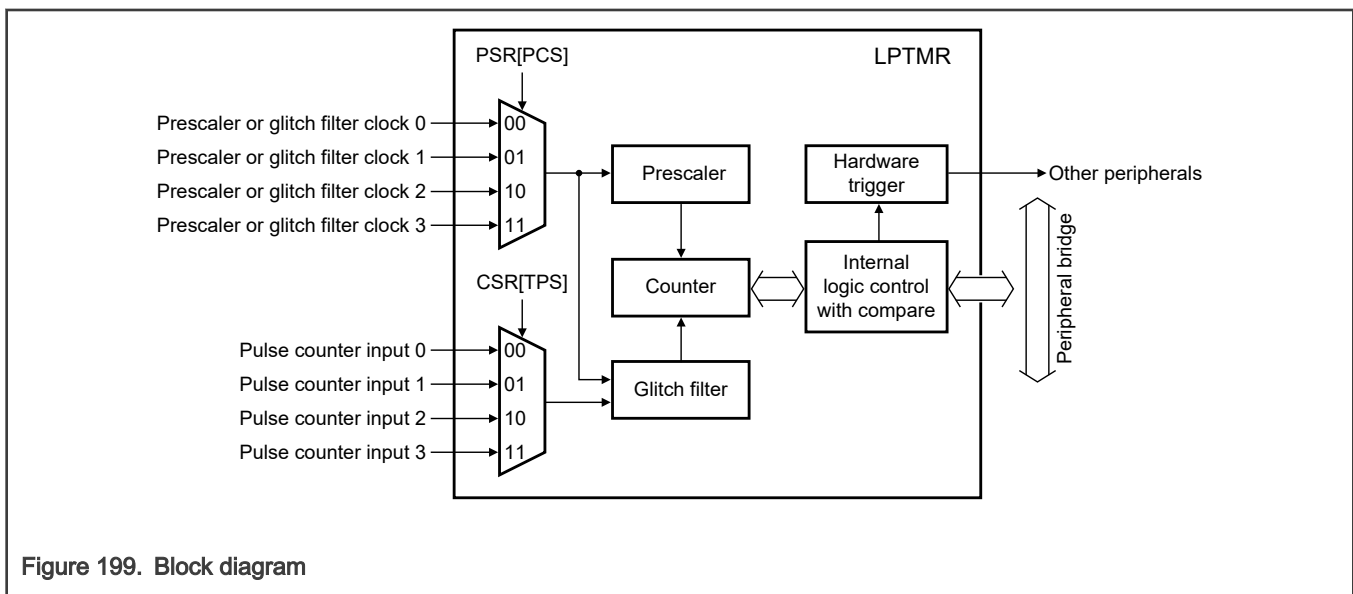 PSR[PCS]
LPTMR
Prescaler or glitch filter clock 0
00
Prescaler or glitch filter clock 1
01
Prescaler or glitch filter clock 2
10
Prescaler or glitch filter clock 3
11
Prescaler
Hardware
trigger
Other peripherals
CSR[TPS]
Counter
Internal
logic control
with compare
Peripheral bridge
Pulse counter input 0
00
Pulse counter input 1
01
Pulse counter input 2
10
Pulse counter input 3
11
Glitch filter
Figure 199. Block diagram